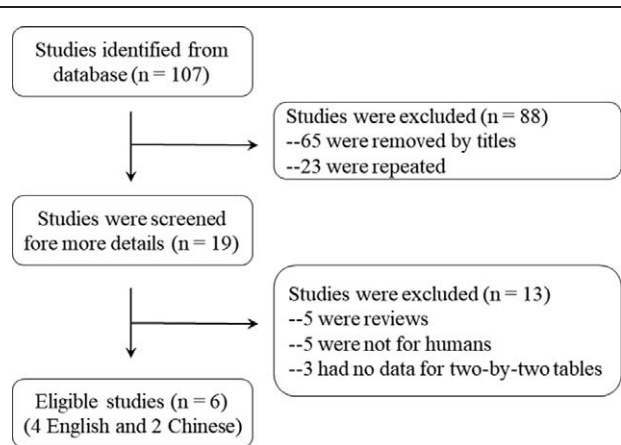 Studies identified from
database (n = 107)
Studies were excluded (n = 88)
--65 were removed by titles
--23 were repeated
Studies were screened
fore more details (n = 19)
Studies were excluded (n = 13)
--5 were reviews
--5 were not for humans
--3 had no data for two-by-two tables
Eligible studies (n = 6)
(4 English and 2 Chinese)